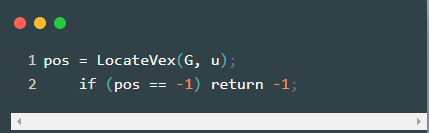 1 pos = LocateVex(G, u);
2     if (pos == -1) return -1;